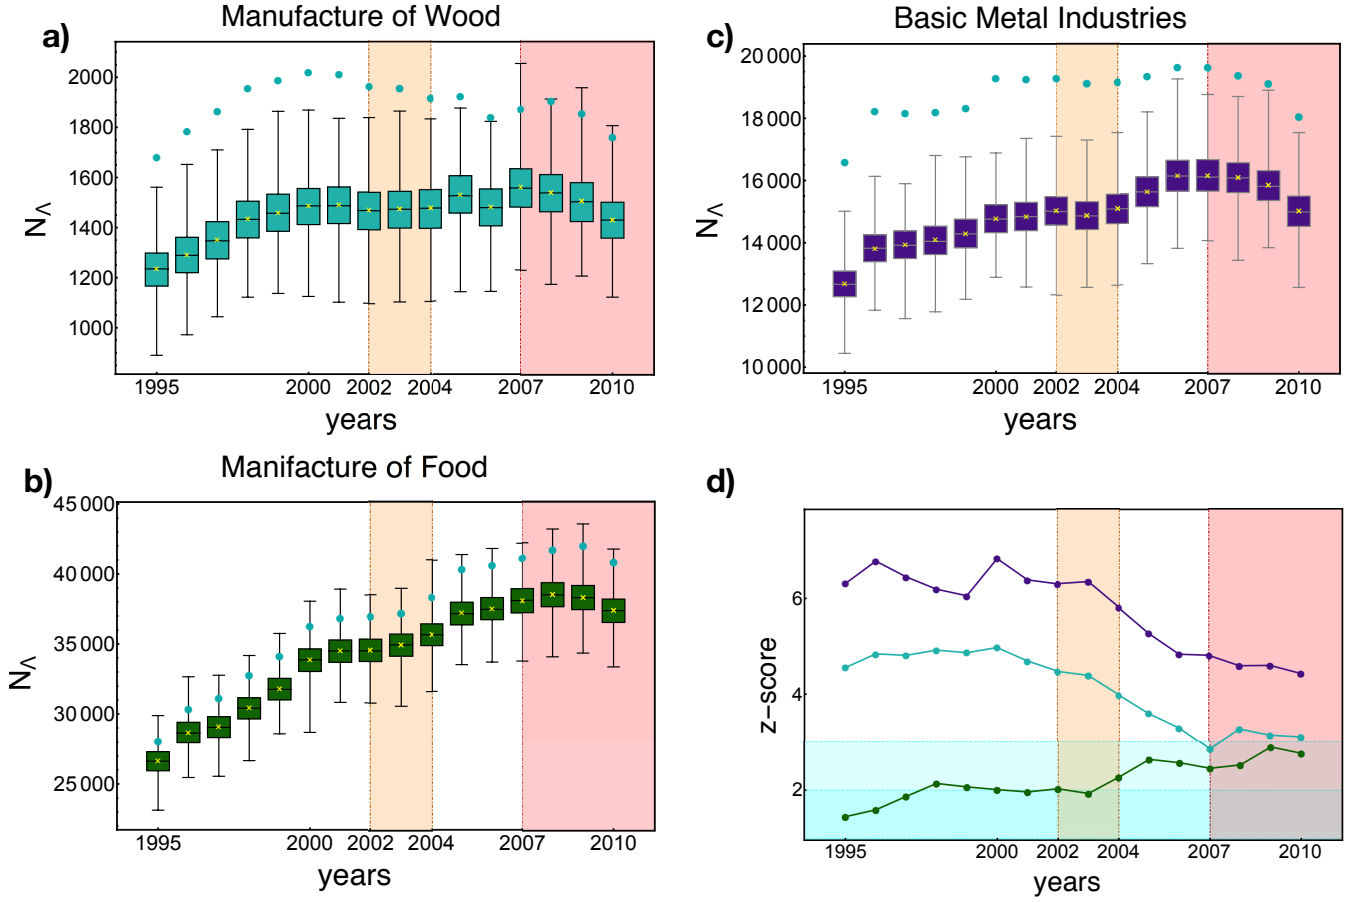 a)
Manufacture of Wood
2000
1800
1600
1400
1200
1000
N_Λ
1995 2000 2002 2004 2007 2010
years
c)
Basic Metal Industries
20 000
18 000
16 000
14 000
12 000
10 000
N_Λ
1995 2000 2002 2004 2007 2010
years
b)
Manifacture of Food
45 000
40 000
35 000
30 000
25 000
N_Λ
1995 2000 2002 2004 2007 2010
years
d)
6
4
2
z-score
1995 2000 2002 2004 2007 2010
years